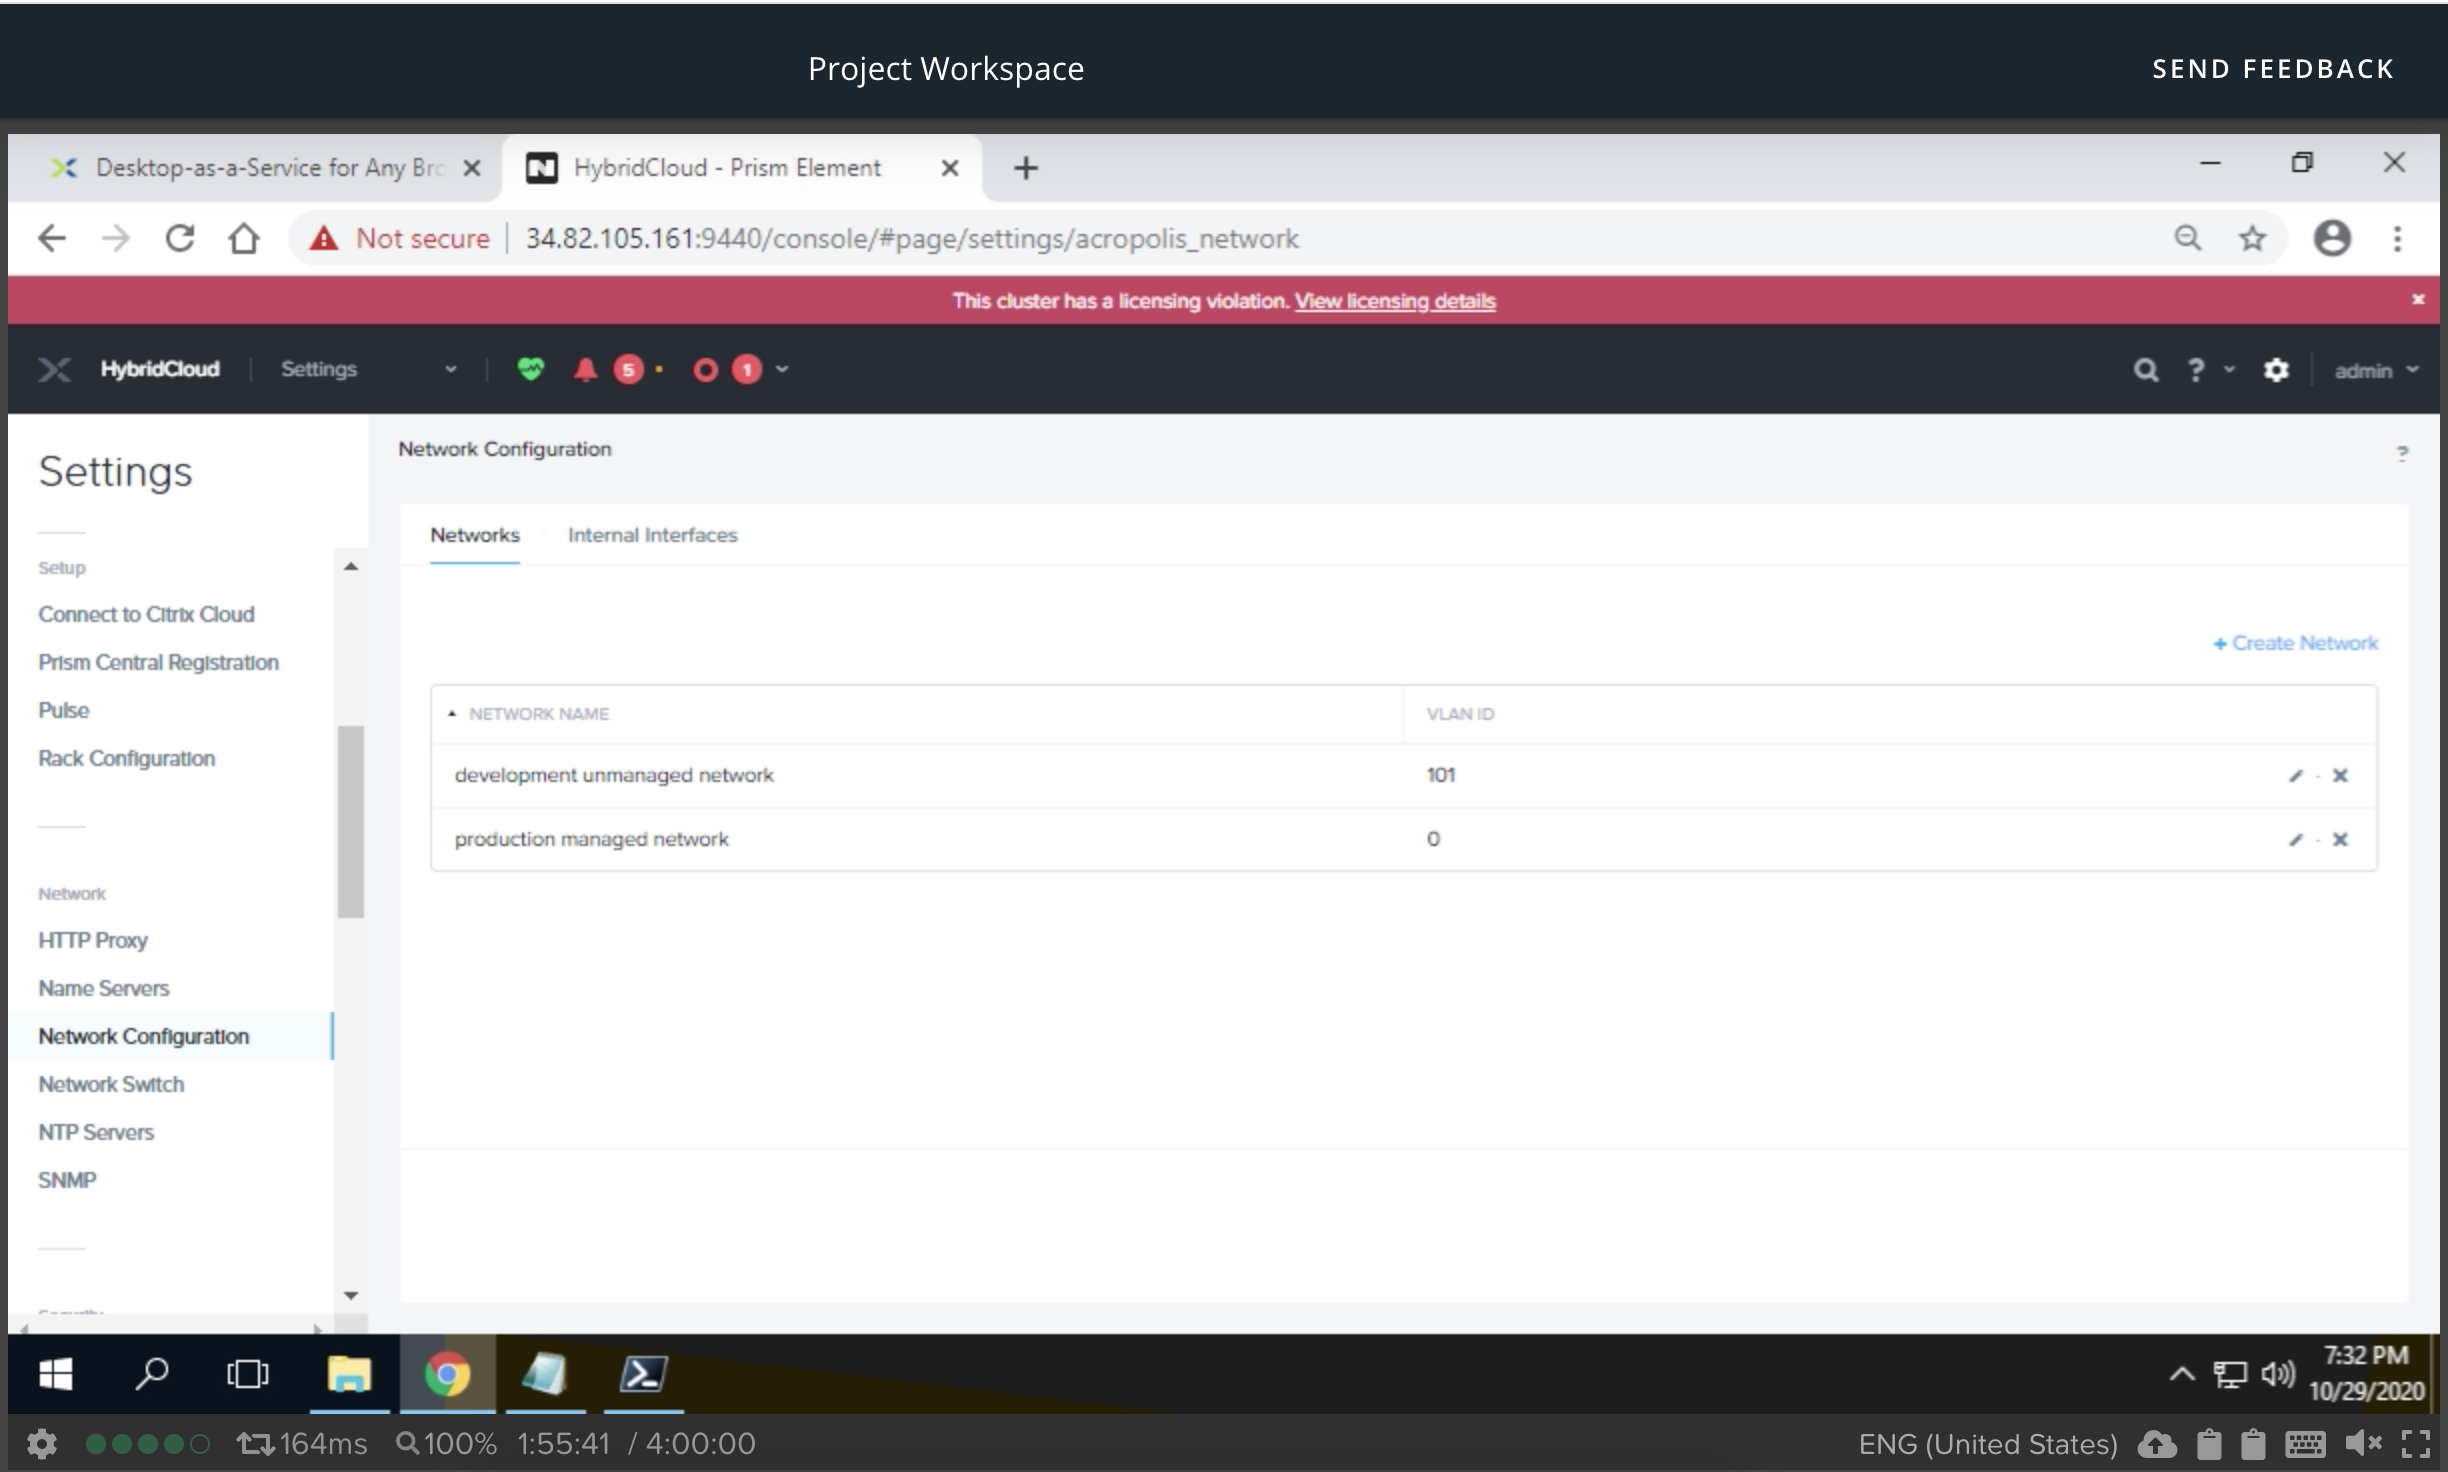 Project Workspace
SEND FEEDBACK
Desktop-as-a-Service for Any Bro
HybridCloud - Prism Element
Not secure
34.82.105.161:9440/console/#page/settings/acropolis_network
This cluster has a licensing violation. View licensing details
HybridCloud
Settings
5
1
?
admin
Settings
Setup
Connect to Citrix Cloud
Prism Central Registration
Pulse
Rack Configuration
Network
HTTP Proxy
Name Servers
Network Configuration
Network Switch
NTP Servers
SNMP
Security
Network Configuration
?
Networks
Internal Interfaces
+ Create Network
NETWORK NAME
VLAN ID
development unmanaged network
101
production managed network
0
7:32 PM
10/29/2020
164ms
100%
1:55:41 / 4:00:00
ENG (United States)